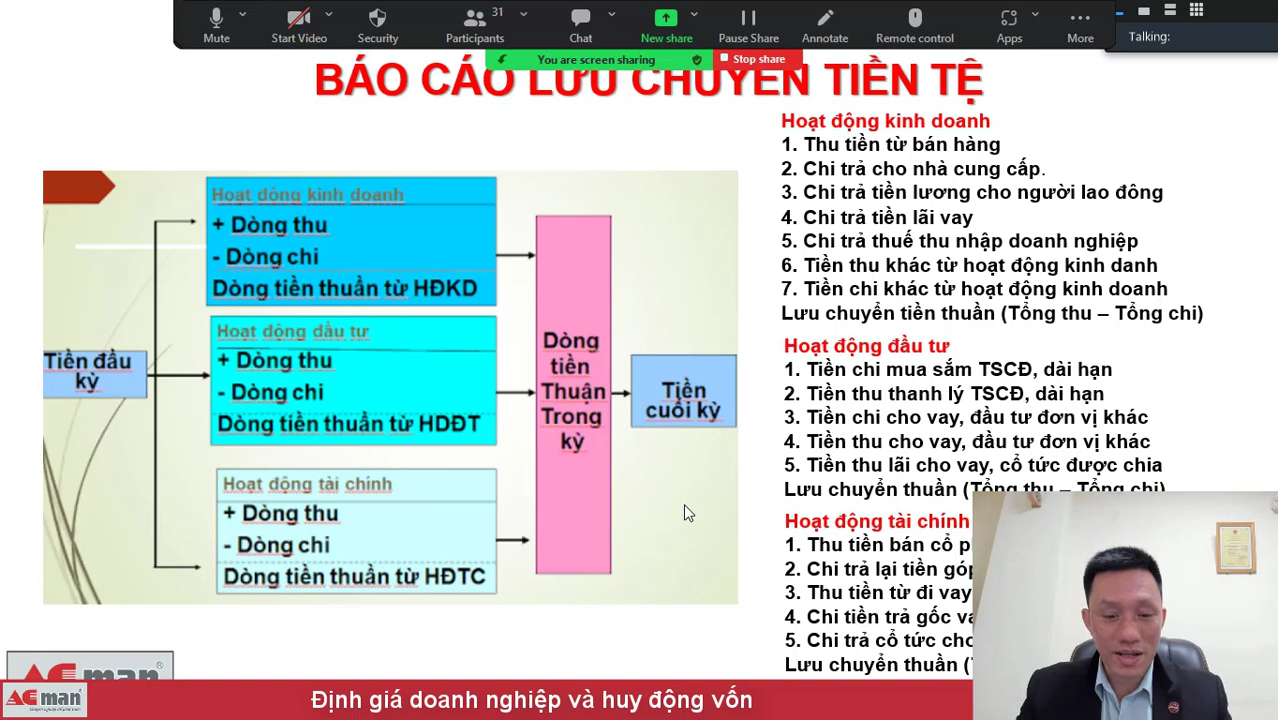 31
Mute
Start Video
Security
Participants
Chat
New share
Pause Share
Annotate
Remote control
Apps
More
Talking:
You are screen sharing
Stop share
BÁO CÁO LƯU CHUYỂN TIỀN TỆ
Tiền đầu
kỳ
Hoạt động kinh doanh
+ Dòng thu
- Dòng chi
Dòng tiền thuần từ HĐKD
Hoạt động đầu tư
+ Dòng thu
- Dòng chi
Dòng tiền thuần từ HDĐT
Hoạt động tài chính
+ Dòng thu
- Dòng chi
Dòng tiền thuần từ HĐTC
Dòng
tiền
Thuận
Trong
kỳ
Tiền
cuối kỳ
Hoạt động kinh doanh
1. Thu tiền từ bán hàng
2. Chi trả cho nhà cung cấp.
3. Chi trả tiền lương cho người lao đông
4. Chi trả tiền lãi vay
5. Chi trả thuế thu nhập doanh nghiệp
6. Tiền thu khác từ hoạt động kinh danh
7. Tiền chi khác từ hoạt động kinh doanh
Lưu chuyển tiền thuần (Tổng thu – Tổng chi)
Hoạt động đầu tư
1. Tiền chi mua sắm TSCĐ, dài hạn
2. Tiền thu thanh lý TSCĐ, dài hạn
3. Tiền chi cho vay, đầu tư đơn vị khác
4. Tiền thu cho vay, đầu tư đơn vị khác
5. Tiền thu lãi cho vay, cổ tức được chia
Lưu chuyển thuần (Tổng thu – Tổng chi)
Hoạt động tài chính
1. Thu tiền bán cổ
2. Chi trả lại tiền góp
3. Thu tiền từ đi vay
4. Chi tiền trả gốc
5. Chi trả cổ tức cho
Lưu chuyển thuần
ACman
ACman
Định giá doanh nghiệp và huy động vốn